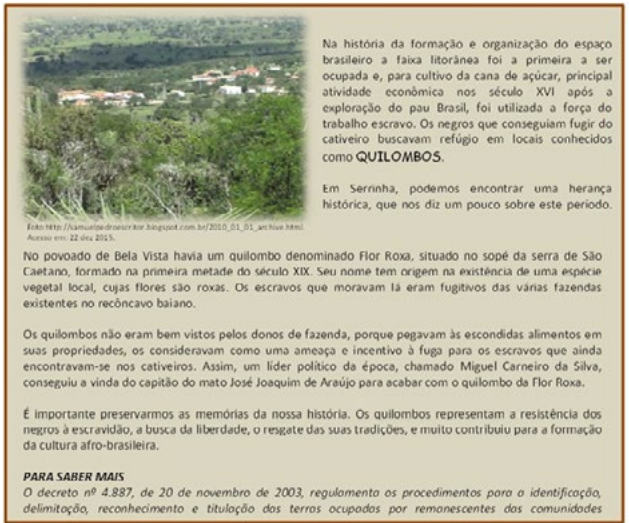 Na história da formação e organização do espaço
brasileiro a faixa litorânea foi a primeira a ser
ocupada e, para cultivo da cana de açúcar, principal
atividade econômica nos século XVI após a
exploração do pau Brasil, foi utilizada a força do
trabalho escravo. Os negros que conseguiam fugir do
cativeiro buscavam refúgio em locais conhecidos
como QUILOMBOS.
Em Serrinha, podemos encontrar uma herança
histórica, que nos diz um pouco sobre este período.
Foto http://samuelpedroescritor.blogspot.com.br/2010_01_01_archive.html.
Acesso em: 22 dez 2015.
No povoado de Bela Vista havia um quilombo denominado Flor Roxa, situado no sopé da serra de São
Caetano, formado na primeira metade do século XIX. Seu nome tem origem na existência de uma espécie
vegetal local, cujas flores são roxas. Os escravos que moravam lá eram fugitivos das várias fazendas
existentes no recôncavo baiano.
Os quilombos não eram bem vistos pelos donos de fazenda, porque pegavam às escondidas alimentos em
suas propriedades, os consideravam como uma ameaça e incentivo à fuga para os escravos que ainda
encontravam-se nos cativeiros. Assim, um líder político da época, chamado Miguel Carneiro da Silva,
conseguiu a vinda do capitão do mato José Joaquim de Araújo para acabar com o quilombo da Flor Roxa.
É importante preservarmos as memórias da nossa história. Os quilombos representam a resistência dos
negros à escravidão, a busca da liberdade, o resgate das suas tradições, e muito contribuiu para a formação
da cultura afro-brasileira.
PARA SABER MAIS
O decreto nº 4.887, de 20 de novembro de 2003, regulamenta os procedimentos para a identificação,
delimitação, reconhecimento e titulação das terras ocupadas por remanescentes das comunidades